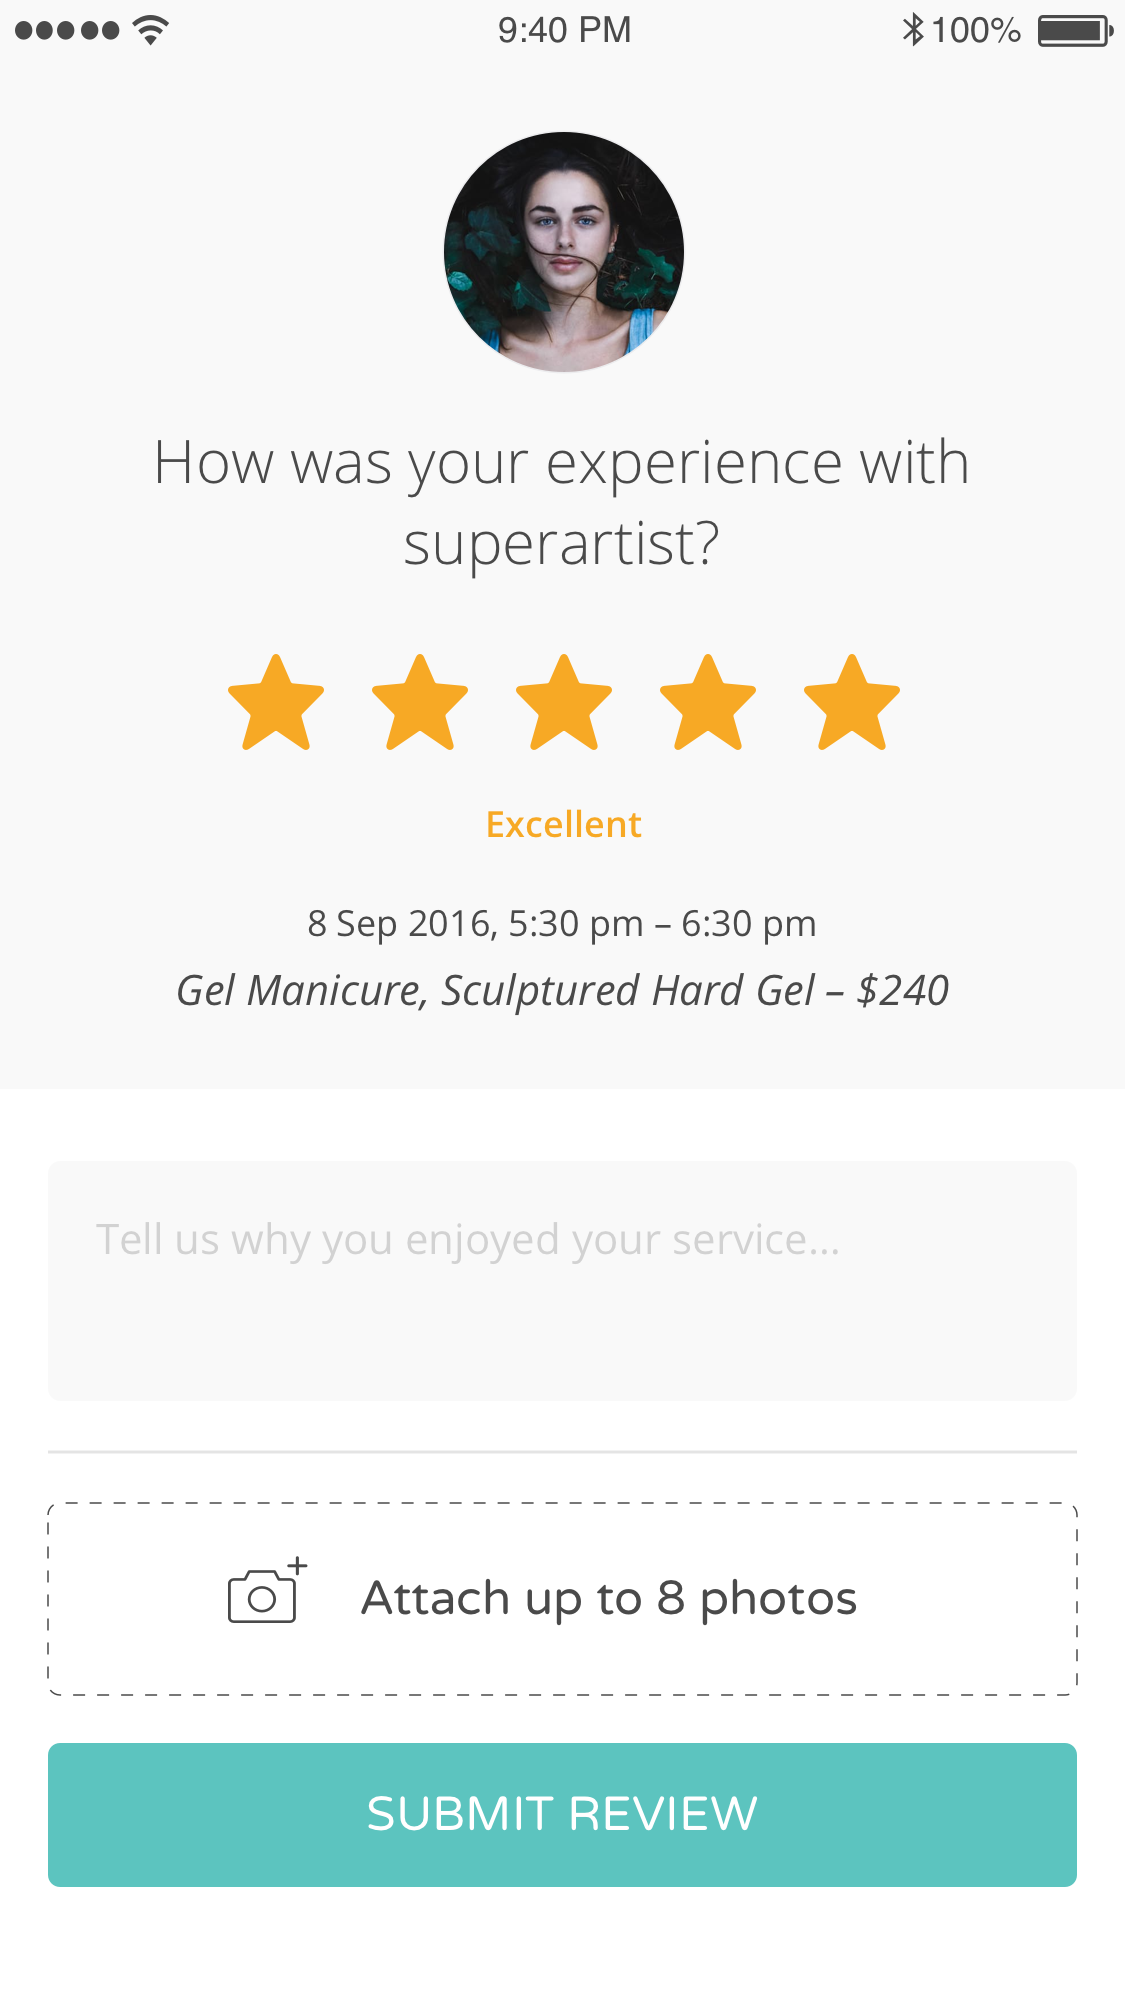 9:40 PM 100%
How was your experience with
superartist?
Excellent
8 Sep 2016, 5:30 pm – 6:30 pm
Gel Manicure, Sculptured Hard Gel – $240
Tell us why you enjoyed your service...
Attach up to 8 photos
SUBMIT REVIEW